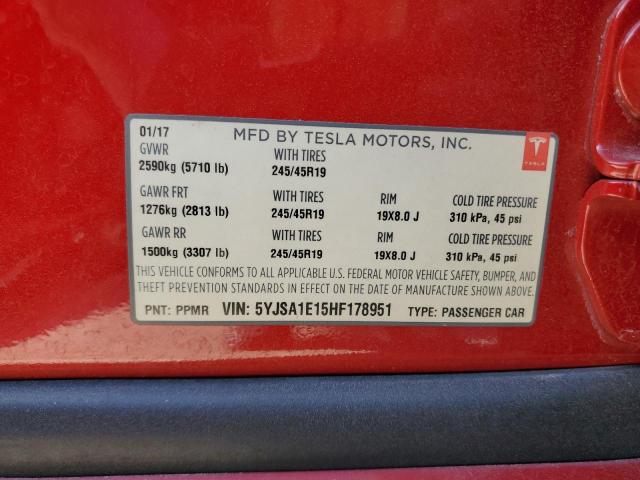 01/17 MFD BY TESLA MOTORS, INC.
TESLA
GVWR WITH TIRES
2590kg (5710 lb) 245/45R19
GAWR FRT WITH TIRES RIM COLD TIRE PRESSURE
1276kg (2813 lb) 245/45R19 19X8.0 J 310 kPa, 45 psi
GAWR RR WITH TIRES RIM COLD TIRE PRESSURE
1500kg (3307 lb) 245/45R19 19X8.0 J 310 kPa, 45 psi
THIS VEHICLE CONFORMS TO ALL APPLICABLE U.S. FEDERAL MOTOR VEHICLE SAFETY, BUMPER, AND
THEFT PREVENTION STANDARDS IN EFFECT ON THE DATE OF MANUFACTURE SHOWN ABOVE.
PNT: PPMR VIN: 5YJSA1E15HF178951 TYPE: PASSENGER CAR